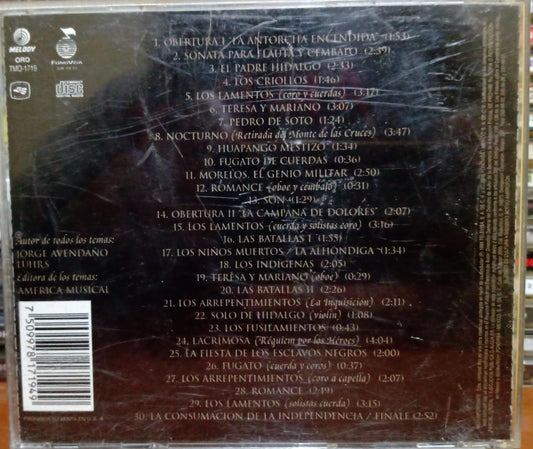 MELODY
ORO
TMQ-1719
FONOVISA
COMPACT
disc
DIGITAL AUDIO
1. OBERTURA I "LA ANTORCHA ENCENDIDA" (1:53)
2. SONATA PARA FLAUTA Y CEMBALO (2:39)
3. EL PADRE HIDALGO (2:33)
4. LOS CRIOLLOS (1:46)
5. LOS LAMENTOS (coro y cuerdas) (3:17)
6. TERESA Y MARIANO (3:07)
7. PEDRO DE SOTO (1:24)
8. NOCTURNO (Retirada del Monte de las Cruces) (3:47)
9. HUAPANGO MESTIZO (1:34)
10. FUGATO DE CUERDAS (0:36)
11. MORELOS, EL GENIO MILITAR (2:50)
12. ROMANCE (oboe y cémbalo) (0:31)
13. SON (1:29)
14. OBERTURA II "LA CAMPANA DE DOLORES" (2:07)
15. LOS LAMENTOS (cuerda y solistas coro) (3:16)
16. LAS BATALLAS I (1:55)
17. LOS NIÑOS MUERTOS / LA ALHONDIGA (1:34)
18. LOS INDIGENAS (2:05)
19. TERESA Y MARIANO (oboe) (0:29)
20. LAS BATALLAS II (2:26)
21. LOS ARREPENTIMIENTOS (La Inquisición) (2:11)
22. SOLO DE HIDALGO (violin) (1:08)
23. LOS FUSILAMIENTOS (0:43)
24. LACRIMOSA (Réquiem por los Héroes) (4:04)
25. LA FIESTA DE LOS ESCLAVOS NEGROS (2:00)
26. FUGATO (cuerda y coros) (0:37)
27. LOS ARREPENTIMIENTOS (coro a capella) (2:07)
28. ROMANCE (2:19)
29. LOS LAMENTOS (solistas cuerda) (3:15)
30. LA CONSUMACION DE LA INDEPENDENCIA / FINALE (2:52)
Autor de todos los temas:
JORGE AVENDAÑO
LUHRS
Editora de los temas:
AMERICA MUSICAL
7 509978 171949